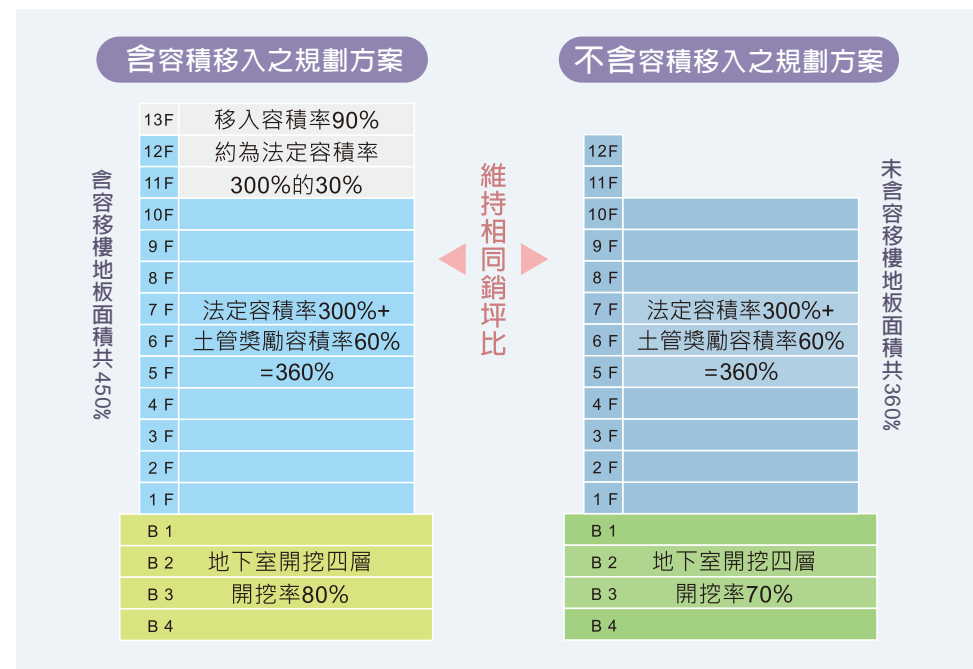 含容積移入之規劃方案
不含容積移入之規劃方案
含容移樓地板面積共450%
13F 移入容積率90%
12F 約為法定容積率
11F 300%的30%
10F
9 F
8 F
7 F 法定容積率300%+
6 F 土管獎勵容積率60%
5 F =360%
4 F
3 F
2 F
1 F
B 1
B 2 地下室開挖四層
B 3 開挖率80%
B 4
維持相同銷坪比
12F
11F
10F
9 F
8 F
7 F 法定容積率300%+
6 F 土管獎勵容積率60%
5 F =360%
4 F
3 F
2 F
1 F
B 1
B 2 地下室開挖四層
B 3 開挖率70%
B 4
未含容移樓地板面積共360%